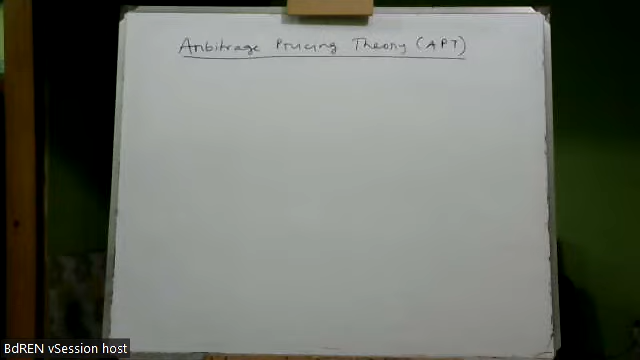 Arbitrage Pricing Theory (APT)
BdREN vSession host